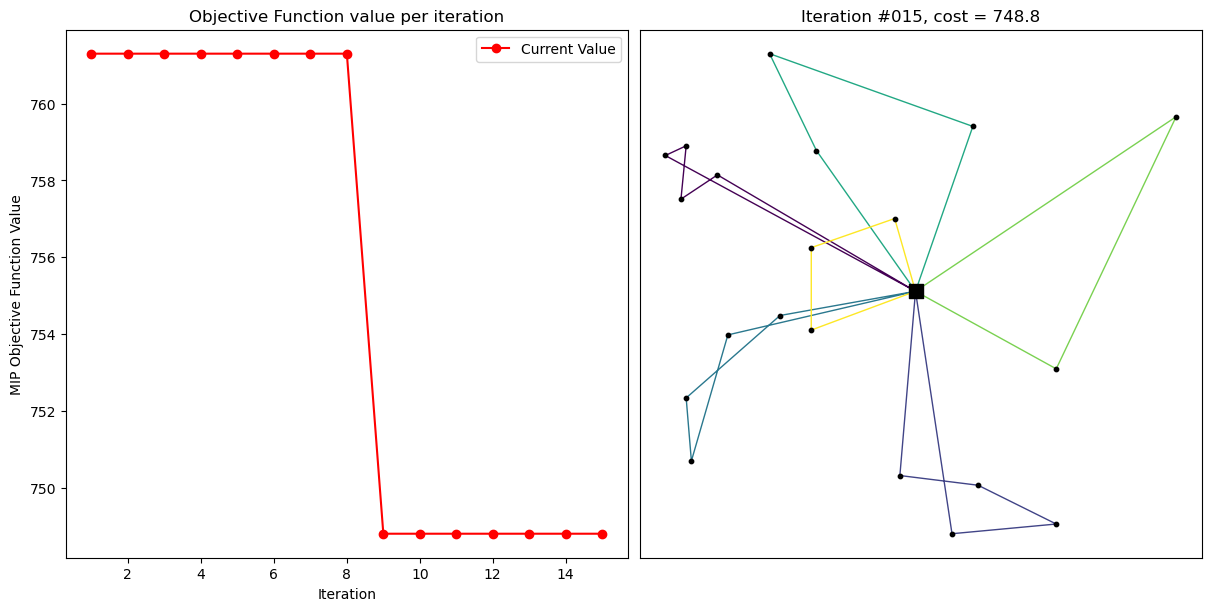 Objective Function value per iteration
Current Value
MIP Objective Function Value
760
758
756
754
752
750
2 4 6 8 10 12 14
Iteration
Iteration #015, cost = 748.8